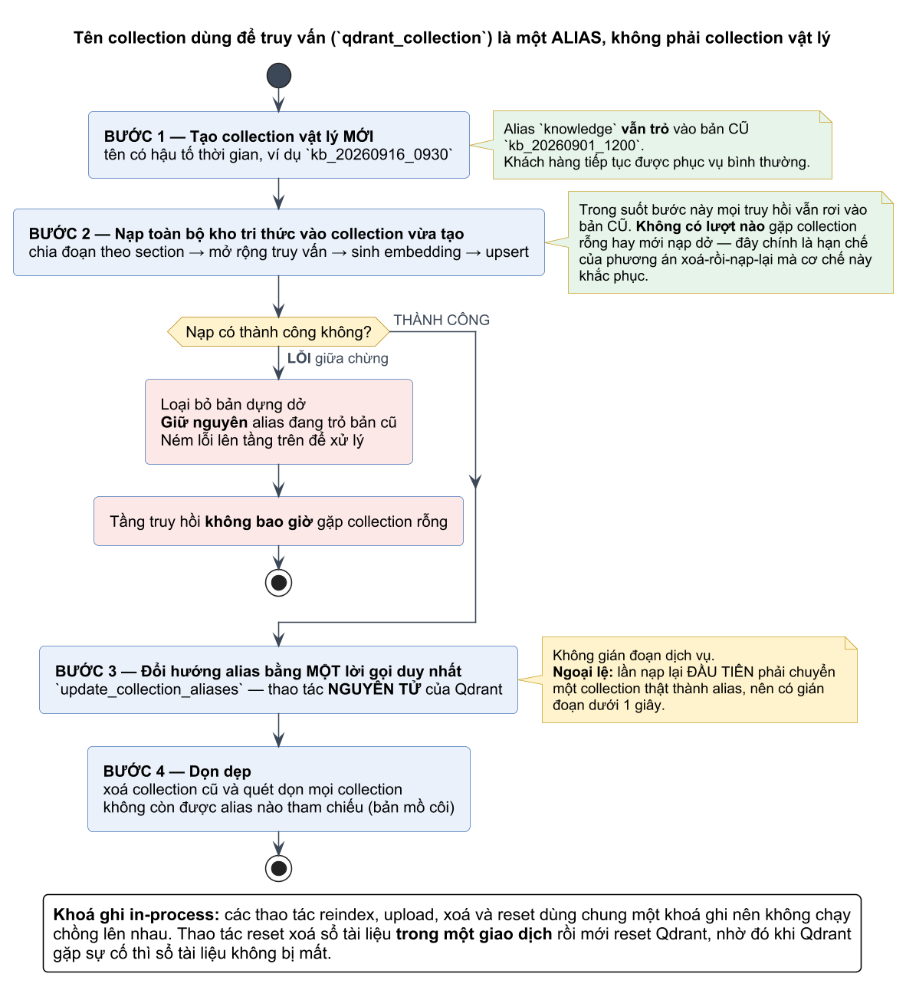 Tên collection dùng để truy vấn (`qdrant_collection`) là một ALIAS, không phải collection vật lý
BƯỚC 1 — Tạo collection vật lý MỚI
tên có hậu tố thời gian, ví dụ `kb_20260916_0930`
Alias `knowledge` vẫn trỏ vào bản CŨ
`kb_20260901_1200`.
Khách hàng tiếp tục được phục vụ bình thường.
BƯỚC 2 — Nạp toàn bộ kho tri thức vào collection vừa tạo
chia đoạn theo section → mở rộng truy vấn → sinh embedding → upsert
Trong suốt bước này mọi truy hồi vẫn rơi vào
bản CŨ. Không có lượt nào gặp collection
rỗng hay mới nạp dở — đây chính là hạn chế
của phương án xoá-rồi-nạp-lại mà cơ chế này
khắc phục.
Nạp có thành công không?
THÀNH CÔNG
LỖI giữa chừng
Loại bỏ bản dựng dở
Giữ nguyên alias đang trỏ bản cũ
Ném lỗi lên tầng trên để xử lý
Tầng truy hồi không bao giờ gặp collection rỗng
BƯỚC 3 — Đổi hướng alias bằng MỘT lời gọi duy nhất
`update_collection_aliases` — thao tác NGUYÊN TỬ của Qdrant
Không gián đoạn dịch vụ.
Ngoại lệ: lần nạp lại ĐẦU TIÊN phải chuyển
một collection thật thành alias, nên có gián
đoạn dưới 1 giây.
BƯỚC 4 — Dọn dẹp
xoá collection cũ và quét dọn mọi collection
không còn được alias nào tham chiếu (bản mồ côi)
Khoá ghi in-process: các thao tác reindex, upload, xoá và reset dùng chung một khoá ghi nên không chạy
chồng lên nhau. Thao tác reset xoá sổ tài liệu trong một giao dịch rồi mới reset Qdrant, nhờ đó khi Qdrant
gặp sự cố thì sổ tài liệu không bị mất.